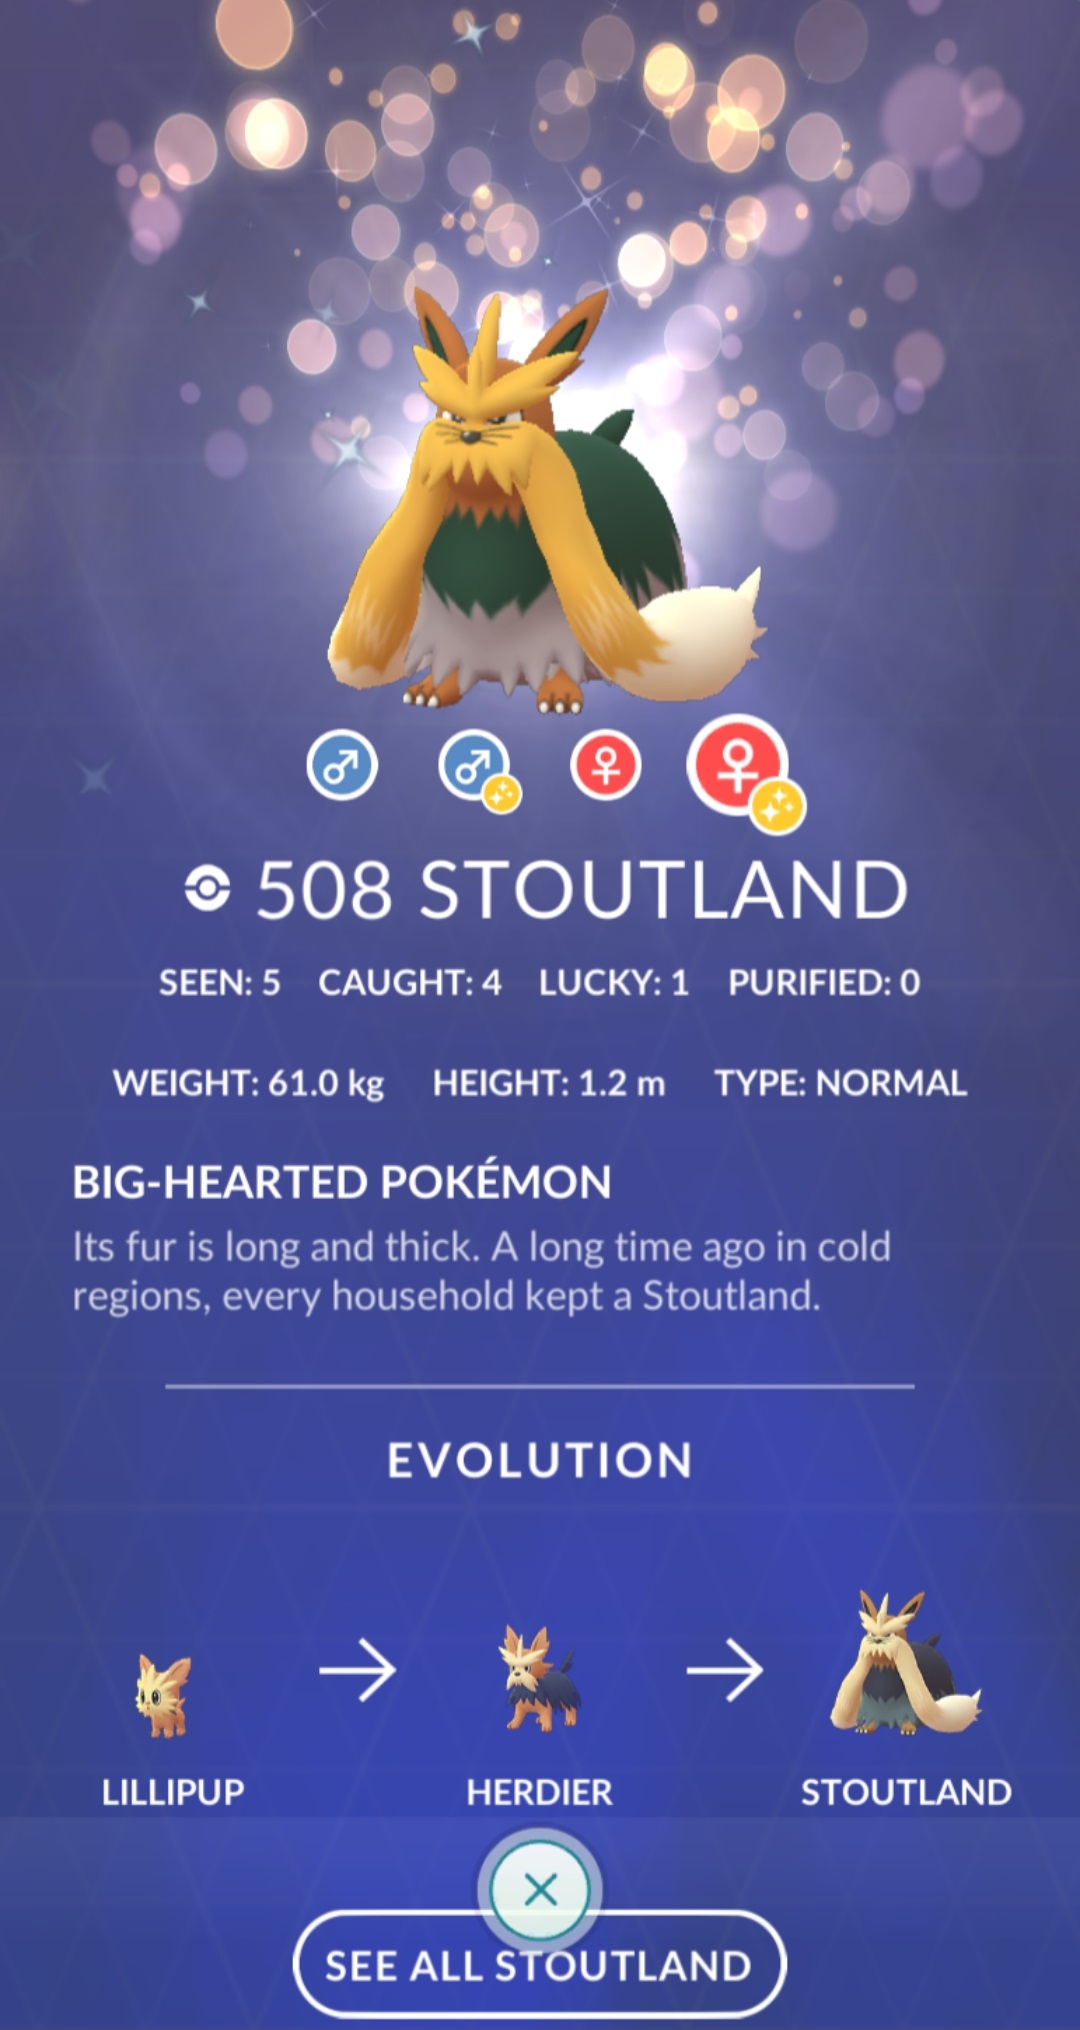 508 STOUTLAND
SEEN: 5 CAUGHT: 4 LUCKY: 1 PURIFIED: 0
WEIGHT: 61.0 kg HEIGHT: 1.2 m TYPE: NORMAL
BIG-HEARTED POKÉMON
Its fur is long and thick. A long time ago in cold
regions, every household kept a Stoutland.
EVOLUTION
LILLIPUP HERDIER STOUTLAND
SEE ALL STOUTLAND